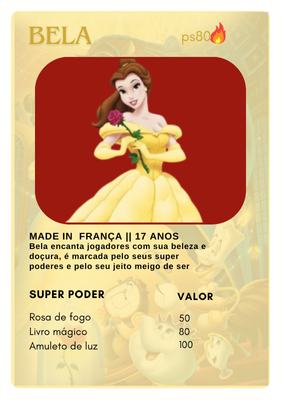 BELA
ps80🔥
MADE IN FRANÇA || 17 ANOS
Bela encanta jogadores com sua beleza e
doçura, é marcada pelo seus super
poderes e pelo seu jeito meigo de ser
SUPER PODER VALOR
Rosa de fogo 50
Livro mágico 80
Amuleto de luz 100